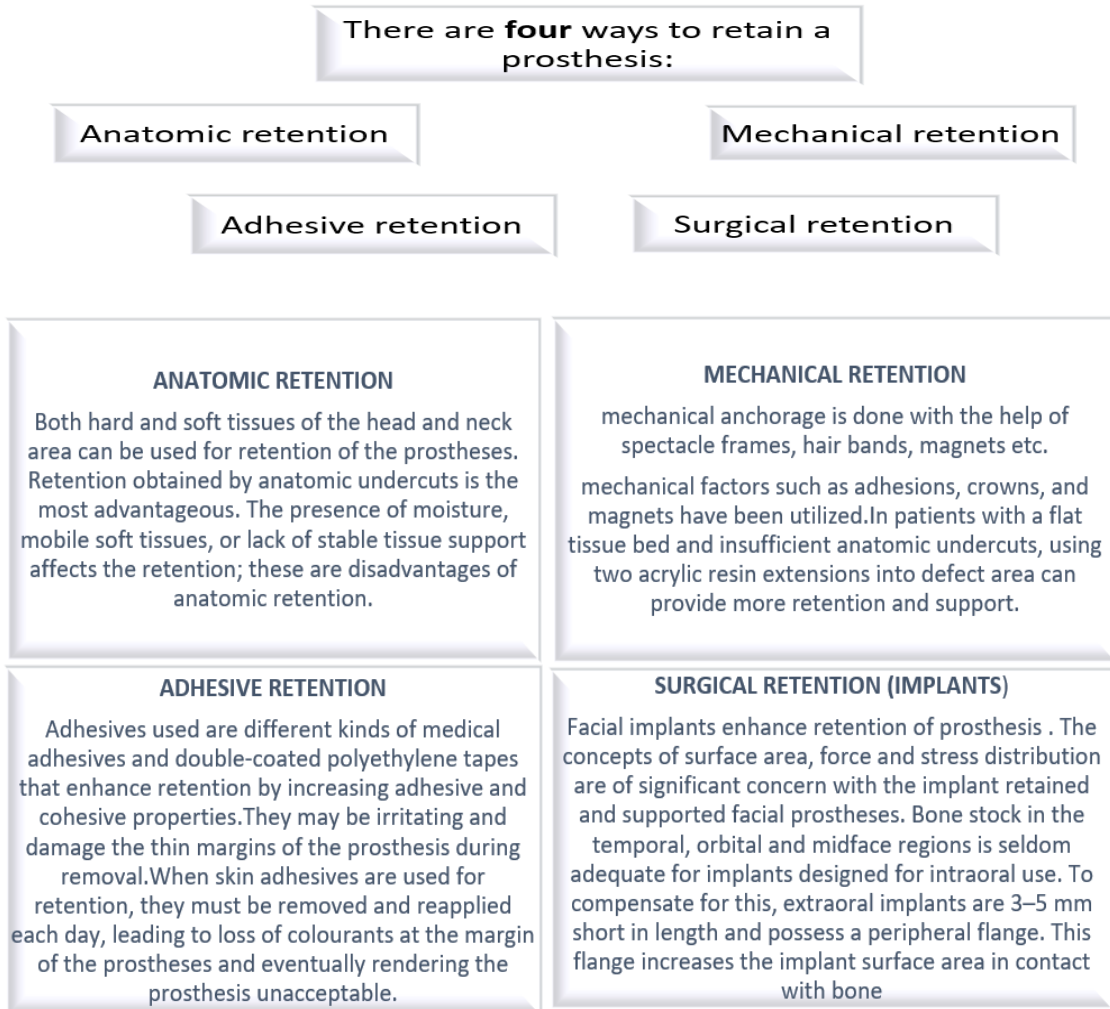 There are four ways to retain a
prosthesis:
Anatomic retention
Mechanical retention
Adhesive retention
Surgical retention
ANATOMIC RETENTION
Both hard and soft tissues of the head and neck
area can be used for retention of the prostheses.
Retention obtained by anatomic undercuts is the
most advantageous. The presence of moisture,
mobile soft tissues, or lack of stable tissue support
affects the retention; these are disadvantages of
anatomic retention.
MECHANICAL RETENTION
mechanical anchorage is done with the help of
spectacle frames, hair bands, magnets etc.
mechanical factors such as adhesions, crowns, and
magnets have been utilized.In patients with a flat
tissue bed and insufficient anatomic undercuts, using
two acrylic resin extensions into defect area can
provide more retention and support.
ADHESIVE RETENTION
Adhesives used are different kinds of medical
adhesives and double-coated polyethylene tapes
that enhance retention by increasing adhesive and
cohesive properties.They may be irritating and
damage the thin margins of the prosthesis during
removal.When skin adhesives are used for
retention, they must be removed and reapplied
each day, leading to loss of colourants at the margin
of the prostheses and eventually rendering the
prosthesis unacceptable.
SURGICAL RETENTION (IMPLANTS)
Facial implants enhance retention of prosthesis . The
concepts of surface area, force and stress distribution
are of significant concern with the implant retained
and supported facial prostheses. Bone stock in the
temporal, orbital and midface regions is seldom
adequate for implants designed for intraoral use. To
compensate for this, extraoral implants are 3–5 mm
short in length and possess a peripheral flange. This
flange increases the implant surface area in contact
with bone